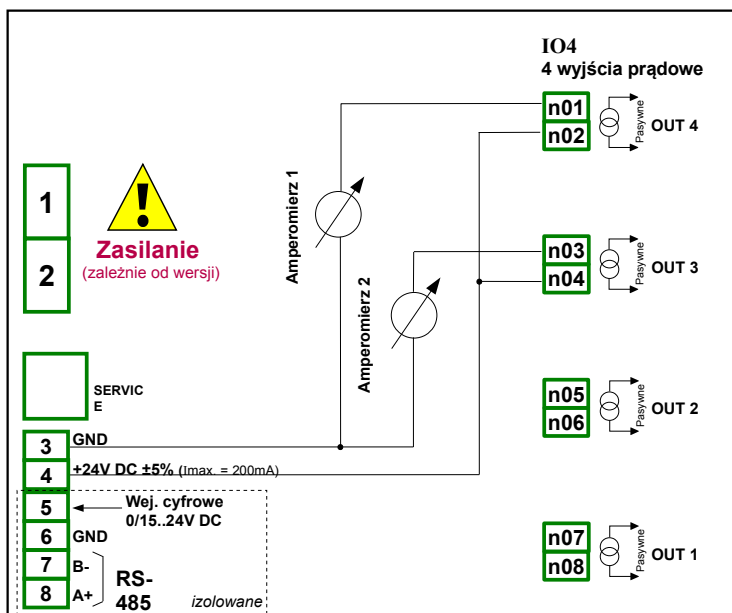 IO4
4 wyjścia prądowe
n01
n02
Pasywne
OUT 4
Amperomierz 1
1
2
!
Zasilanie
(zależnie od wersji)
n03
n04
Pasywne
OUT 3
Amperomierz 2
SERVIC
E
n05
n06
Pasywne
OUT 2
3 GND
4 +24V DC ±5% (Imax. = 200mA)
5 Wej. cyfrowe
0/15..24V DC
6 GND
7 B-
8 A+
RS-
485
izolowane
n07
n08
Pasywne
OUT 1